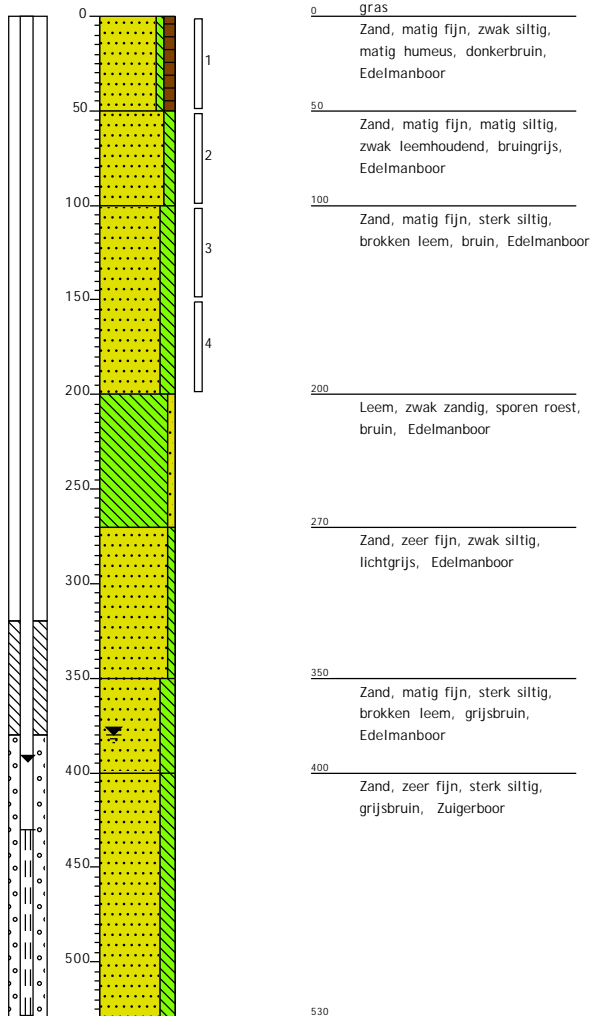 0
50
100
150
200
250
300
350
400
450
500
1
2
3
4
0
gras
Zand, matig fijn, zwak siltig,
matig humeus, donkerbruin,
Edelmanboor
50
Zand, matig fijn, matig siltig,
zwak leemhoudend, bruingrijs,
Edelmanboor
100
Zand, matig fijn, sterk siltig,
brokken leem, bruin, Edelmanboor
200
Leem, zwak zandig, sporen roest,
bruin, Edelmanboor
270
Zand, zeer fijn, zwak siltig,
lichtgrijs, Edelmanboor
350
Zand, matig fijn, sterk siltig,
brokken leem, grijsbruin,
Edelmanboor
400
Zand, zeer fijn, sterk siltig,
grijsbruin, Zuigerboor
530